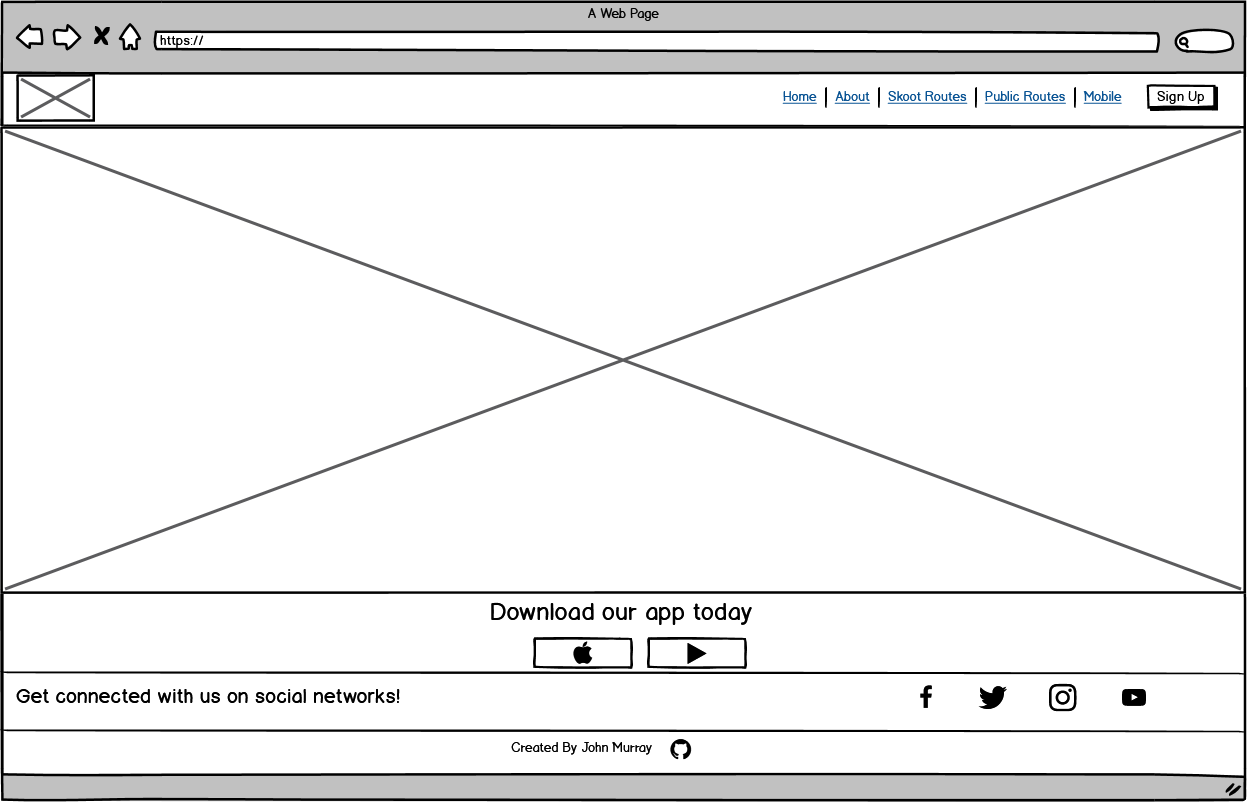 A Web Page
https://
Home | About | Skoot Routes | Public Routes | Mobile
Sign Up
Download our app today
Get connected with us on social networks!
Created By John Murray